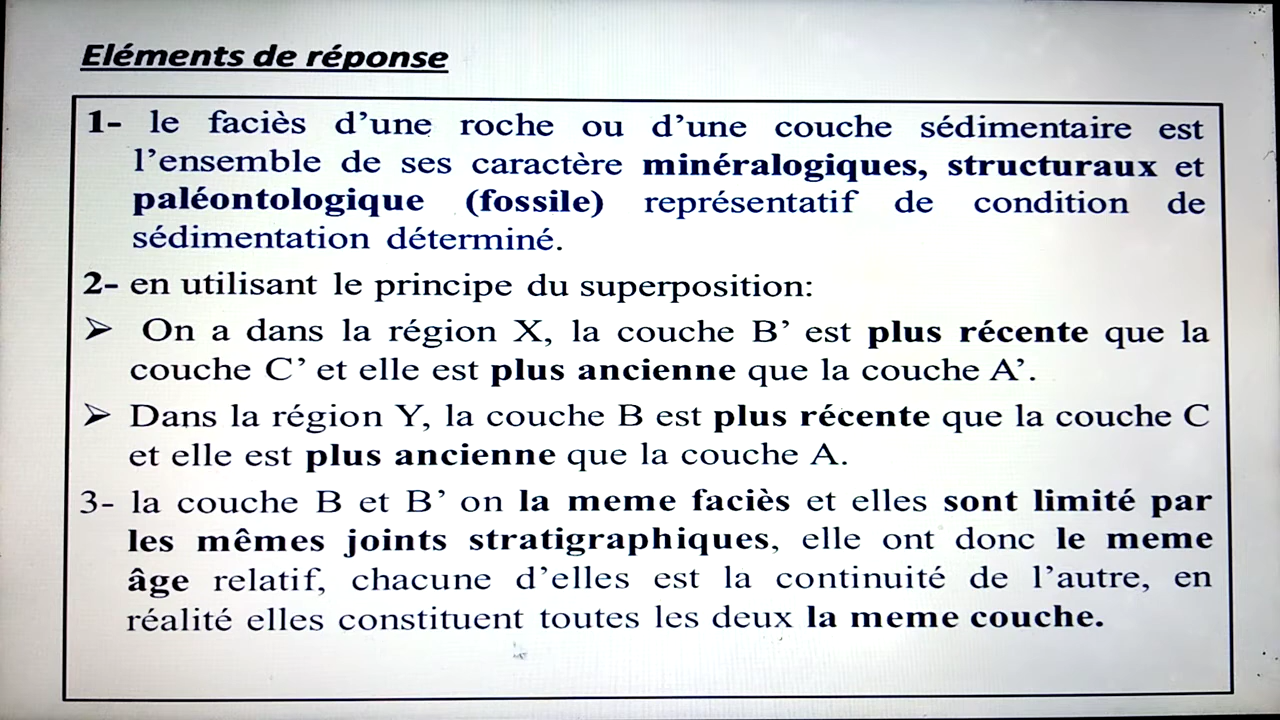 Eléments de réponse
1- le faciès d’une roche ou d’une couche sédimentaire est
l’ensemble de ses caractère minéralogiques, structuraux et
paléontologique (fossile) représentatif de condition de
sédimentation déterminé.
2- en utilisant le principe du superposition:
➢ On a dans la région X, la couche B’ est plus récente que la
couche C’ et elle est plus ancienne que la couche A’.
➢ Dans la région Y, la couche B est plus récente que la couche C
et elle est plus ancienne que la couche A.
3- la couche B et B’ on la meme faciès et elles sont limité par
les mêmes joints stratigraphiques, elle ont donc le meme
âge relatif, chacune d’elles est la continuité de l’autre, en
réalité elles constituent toutes les deux la meme couche.